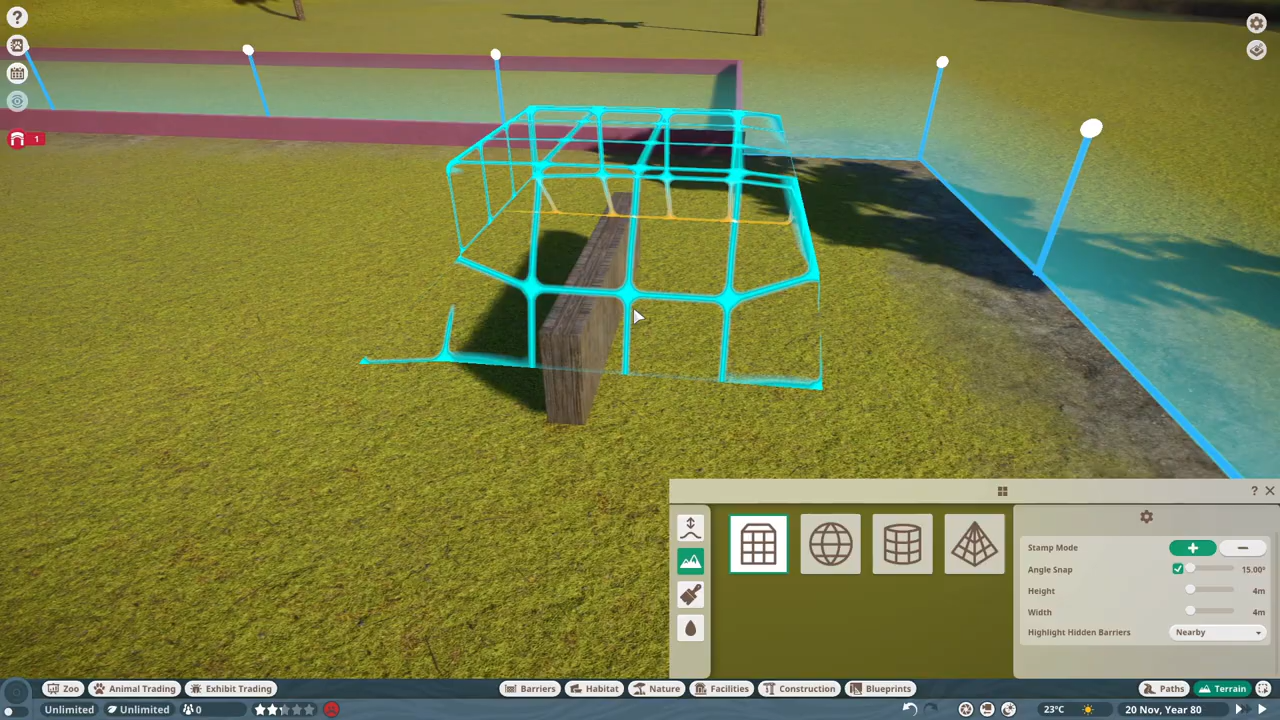 ?
1
?
Stamp Mode
Angle Snap 15.00°
Height 4m
Width 4m
Highlight Hidden Barriers Nearby
Zoo Animal Trading Exhibit Trading Barriers Habitat Nature Facilities Construction Blueprints Paths Terrain
Unlimited Unlimited 0 23°C 20 Nov, Year 80